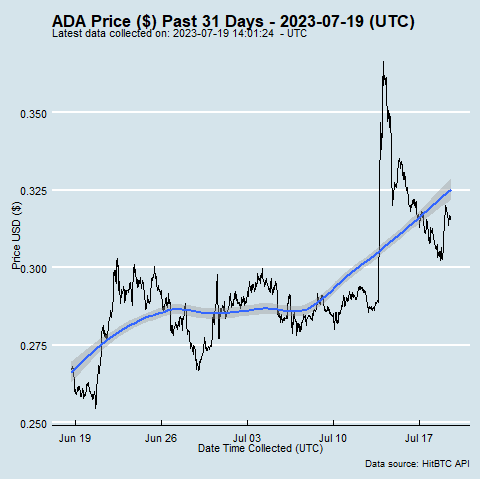 ADA Price ($) Past 31 Days - 2023-07-19 (UTC)
Latest data collected on: 2023-07-19 14:01:24  - UTC
Price USD ($)
0.350
0.325
0.300
0.275
0.250
Jun 19 Jun 26 Jul 03 Jul 10 Jul 17
Date Time Collected (UTC)
Data source: HitBTC API